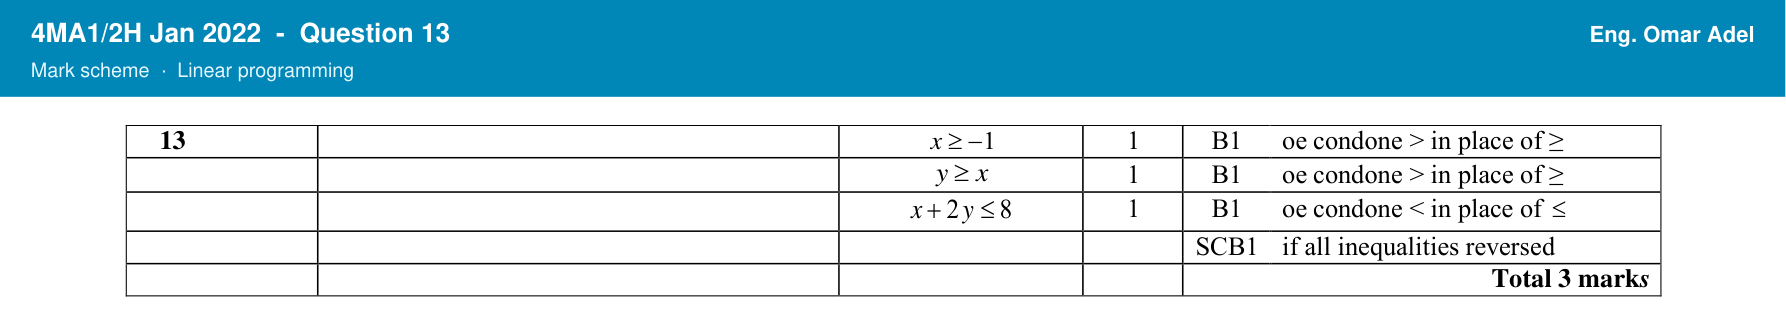 4MA1/2H Jan 2022 - Question 13
Eng. Omar Adel
Mark scheme · Linear programming
13 x ≥ −1 1 B1 oe condone > in place of ≥
y ≥ x 1 B1 oe condone > in place of ≥
x + 2y ≤ 8 1 B1 oe condone < in place of ≤
SCB1 if all inequalities reversed
Total 3 marks